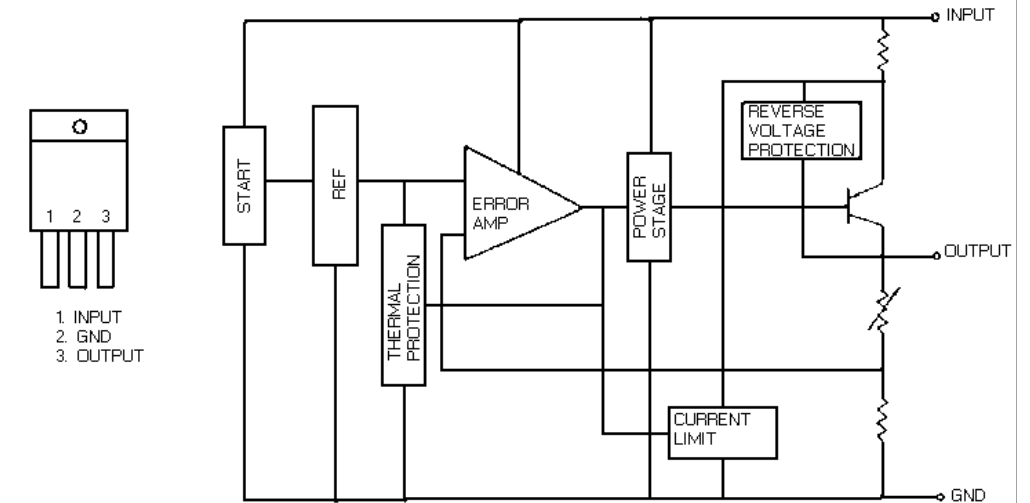 1 2 3
1. INPUT
2. GND
3. OUTPUT
START
REF
THERMAL
PROTECTION
ERROR
AMP
POWER
STAGE
REVERSE
VOLTAGE
PROTECTION
CURRENT
LIMIT
INPUT
OUTPUT
GND